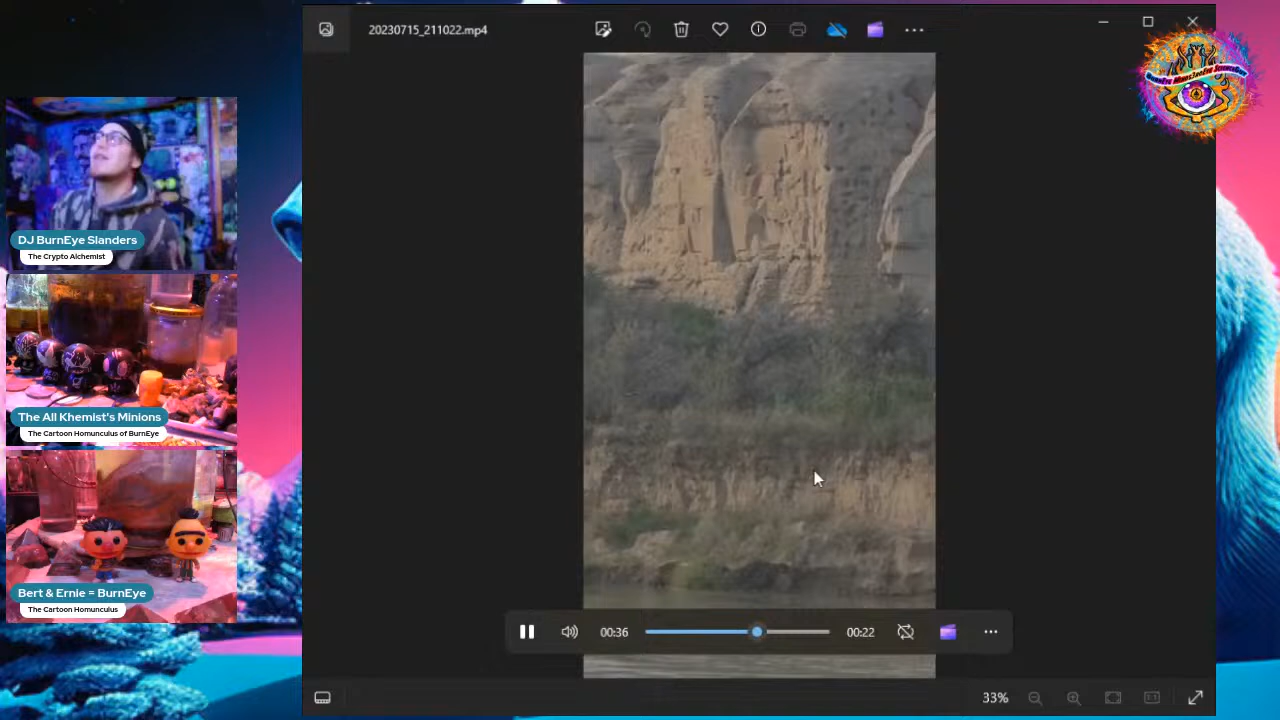 20230715_211022.mp4
DJ BurnEye Slanders
The Crypto Alchemist
The All Khemist's Minions
The Cartoon Homunculus of BurnEye
Bert & Ernie = BurnEye
The Cartoon Homunculus
00:36
00:22
33%